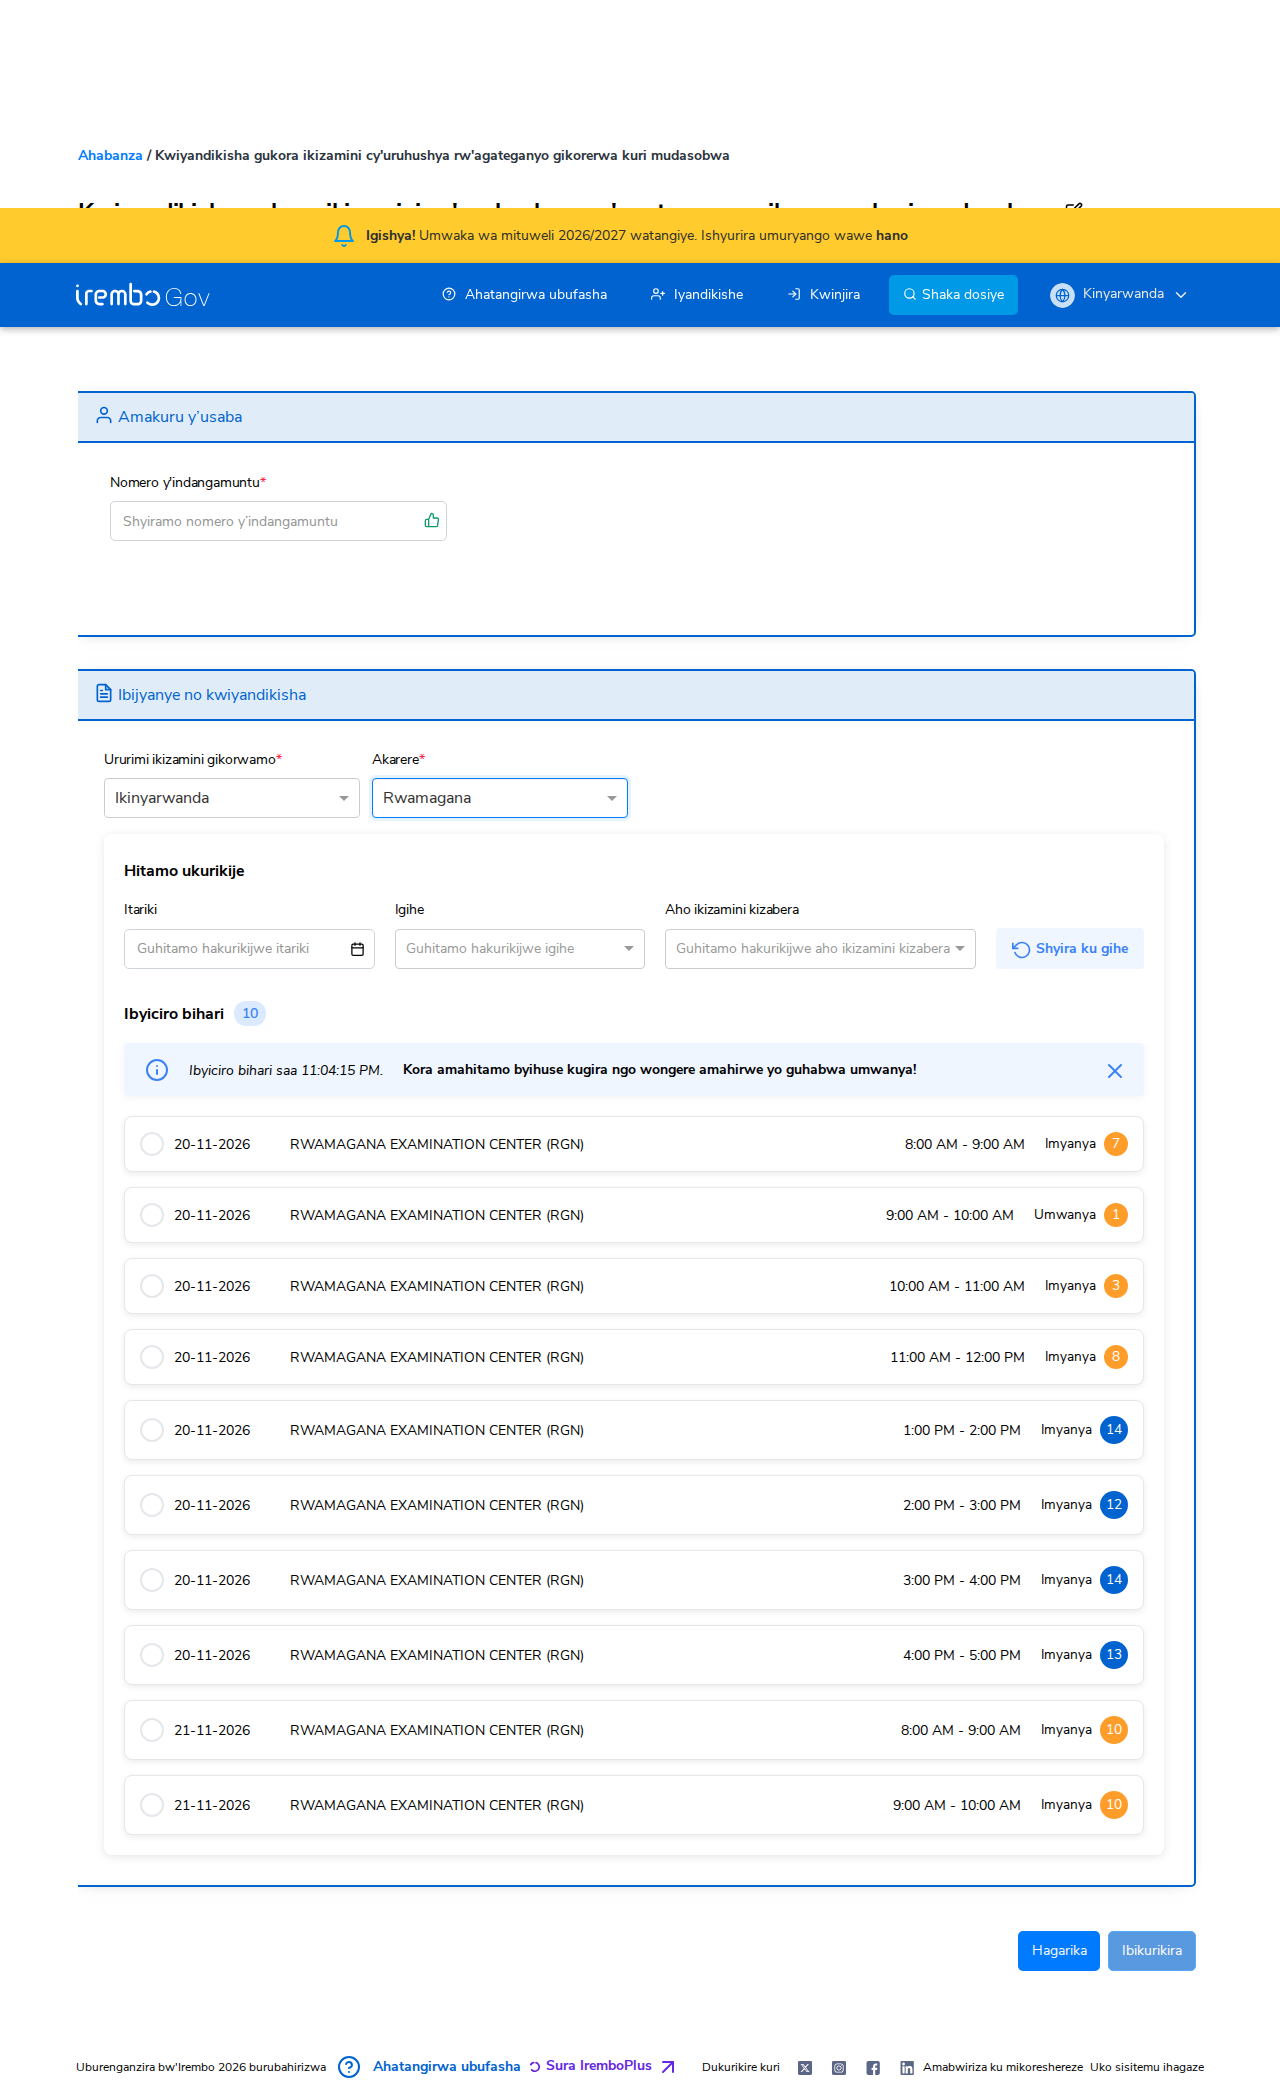 Ahabanza / Kwiyandikisha gukora ikizamini cy'uruhushya rw'agateganyo gikorerwa kuri mudasobwa
Igishya! Umwaka wa mituweli 2026/2027 watangiye. Ishyurira umuryango wawe hano
irembo Gov Ahatangirwa ubufasha Iyandikishe Kwinjira Shaka dosiye Kinyarwanda
Amakuru y’usaba
Nomero y'indangamuntu*
Shyiramo nomero y’indangamuntu
Ibijyanye no kwiyandikisha
Ururimi ikizamini gikorwamo* Akarere*
Ikinyarwanda Rwamagana
Hitamo ukurikije
Itariki Igihe Aho ikizamini kizabera
Guhitamo hakurikijwe itariki Guhitamo hakurikijwe igihe Guhitamo hakurikijwe aho ikizamini kizabera Shyira ku gihe
Ibyiciro bihari 10
Ibyiciro bihari saa 11:04:15 PM. Kora amahitamo byihuse kugira ngo wongere amahirwe yo guhabwa umwanya!
20-11-2026 RWAMAGANA EXAMINATION CENTER (RGN) 8:00 AM - 9:00 AM Imyanya 7
20-11-2026 RWAMAGANA EXAMINATION CENTER (RGN) 9:00 AM - 10:00 AM Umwanya 1
20-11-2026 RWAMAGANA EXAMINATION CENTER (RGN) 10:00 AM - 11:00 AM Imyanya 3
20-11-2026 RWAMAGANA EXAMINATION CENTER (RGN) 11:00 AM - 12:00 PM Imyanya 8
20-11-2026 RWAMAGANA EXAMINATION CENTER (RGN) 1:00 PM - 2:00 PM Imyanya 14
20-11-2026 RWAMAGANA EXAMINATION CENTER (RGN) 2:00 PM - 3:00 PM Imyanya 12
20-11-2026 RWAMAGANA EXAMINATION CENTER (RGN) 3:00 PM - 4:00 PM Imyanya 14
20-11-2026 RWAMAGANA EXAMINATION CENTER (RGN) 4:00 PM - 5:00 PM Imyanya 13
21-11-2026 RWAMAGANA EXAMINATION CENTER (RGN) 8:00 AM - 9:00 AM Imyanya 10
21-11-2026 RWAMAGANA EXAMINATION CENTER (RGN) 9:00 AM - 10:00 AM Imyanya 10
Hagarika Ibikurikira
Uburenganzira bw'Irembo 2026 burubahirizwa Ahatangirwa ubufasha Sura IremboPlus Dukurikire kuri Amabwiriza ku mikoreshereze Uko sisitemu ihagaze